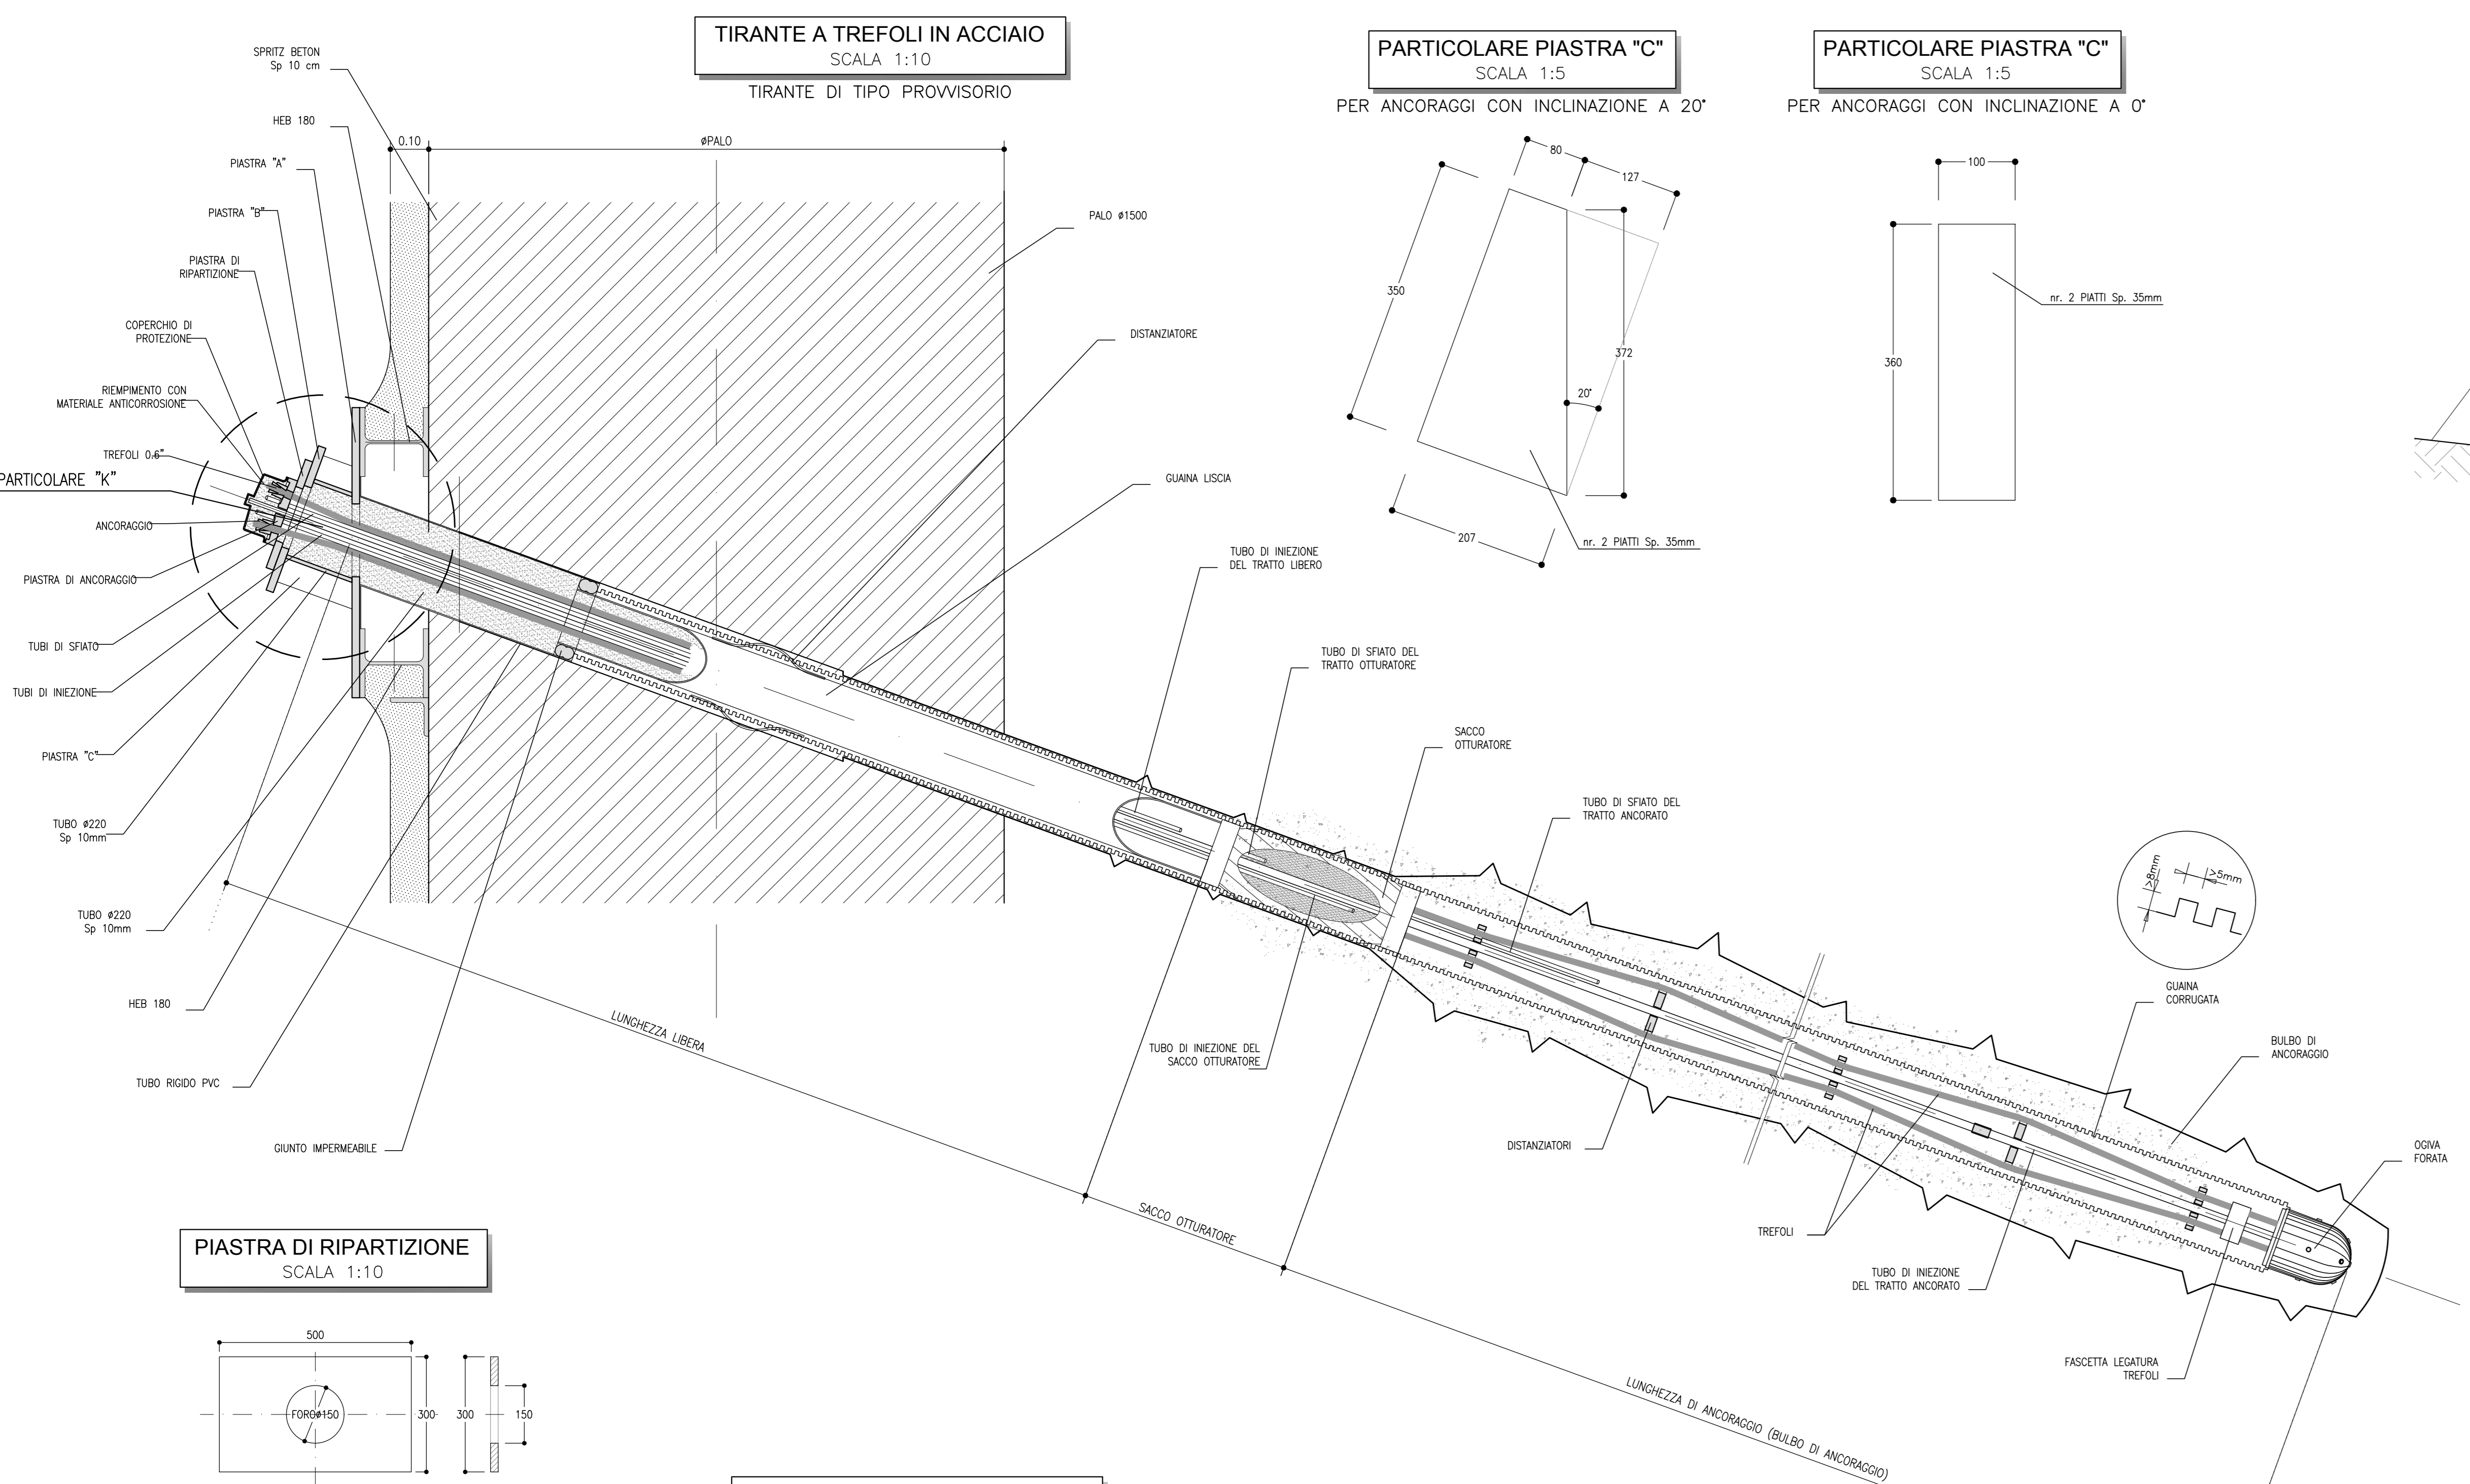 TIRANTE A TREFOLI IN ACCIAIO
SCALA 1:10
TIRANTE DI TIPO PROVVISORIO
PARTICOLARE PIASTRA "C"
SCALA 1:5
PER ANCORAGGI CON INCLINAZIONE A 20°
PARTICOLARE PIASTRA "C"
SCALA 1:5
PER ANCORAGGI CON INCLINAZIONE A 0°
SPRITZ BETON
Sp 10 cm
HEB 180
PIASTRA "A"
PIASTRA "B"
PIASTRA DI
RIPARTIZIONE
COPERCHIO DI
PROTEZIONE
RIEMPIMENTO CON
MATERIALE ANTICORROSIONE
TREFOLI 0.6"
PARTICOLARE "K"
ANCORAGGIO
PIASTRA DI ANCORAGGIO
TUBI DI SFIATO
TUBI DI INIEZIONE
PIASTRA "C"
TUBO ø220
Sp 10mm
TUBO ø220
Sp 10mm
HEB 180
TUBO RIGIDO PVC
GIUNTO IMPERMEABILE
0.10
øPALO
PALO ø1500
DISTANZIATORE
GUAINA LISCIA
TUBO DI INIEZIONE
DEL TRATTO LIBERO
TUBO DI SFIATO DEL
TRATTO OTTURATORE
SACCO
OTTURATORE
TUBO DI SFIATO DEL
TRATTO ANCORATO
80
127
350
372
20°
207
nr. 2 PIATTI Sp. 35mm
100
360
nr. 2 PIATTI Sp. 35mm
>8mm
>5mm
GUAINA
CORRUGATA
BULBO DI
ANCORAGGIO
OGIVA
FORATA
LUNGHEZZA LIBERA
TUBO DI INIEZIONE DEL
SACCO OTTURATORE
DISTANZIATORI
TREFOLI
TUBO DI INIEZIONE
DEL TRATTO ANCORATO
FASCETTA LEGATURA
TREFOLI
SACCO OTTURATORE
LUNGHEZZA DI ANCORAGGIO (BULBO DI ANCORAGGIO)
PIASTRA DI RIPARTIZIONE
SCALA 1:10
500
FOROø150
300
300
150